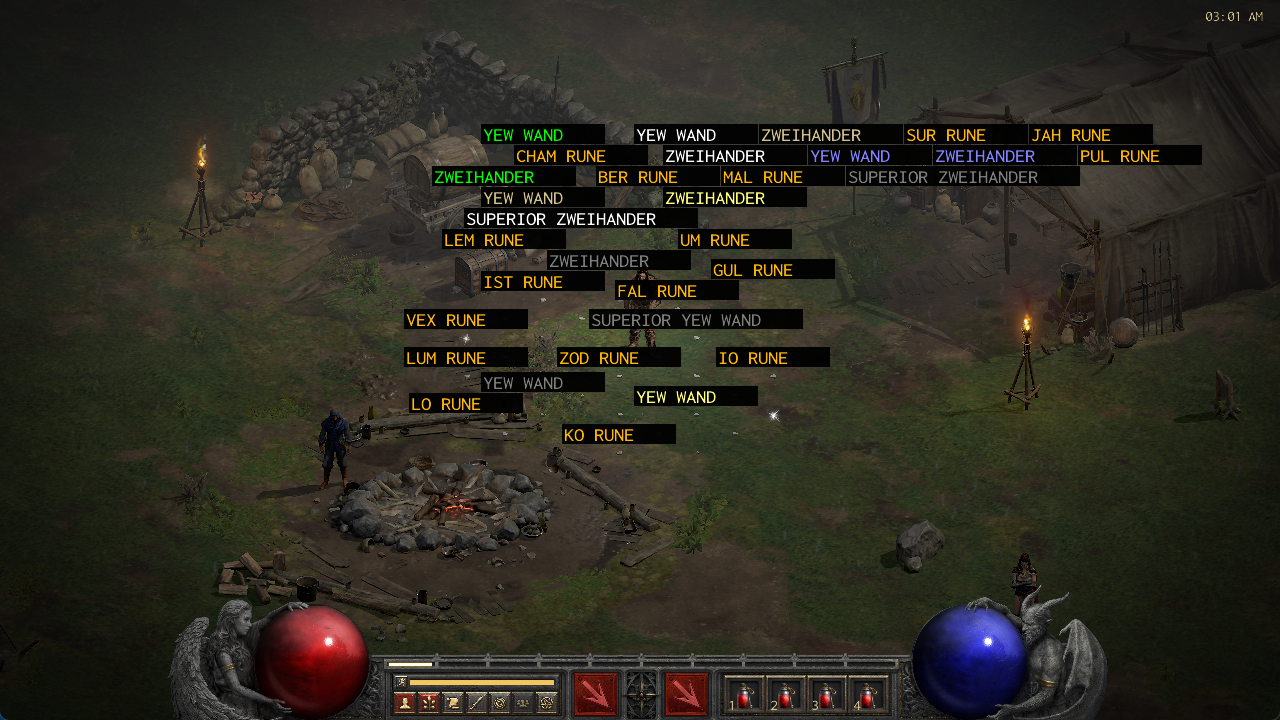 03:01 AM
YEW WAND YEW WAND ZWEIHANDER SUR RUNE JAH RUNE
CHAM RUNE ZWEIHANDER YEW WAND ZWEIHANDER PUL RUNE
ZWEIHANDER BER RUNE MAL RUNE SUPERIOR ZWEIHANDER
YEW WAND ZWEIHANDER
SUPERIOR ZWEIHANDER
LEM RUNE UM RUNE
ZWEIHANDER GUL RUNE
IST RUNE FAL RUNE
VEX RUNE SUPERIOR YEW WAND
LUM RUNE ZOD RUNE IO RUNE
YEW WAND YEW WAND
LO RUNE
KO RUNE
1 2 3 4